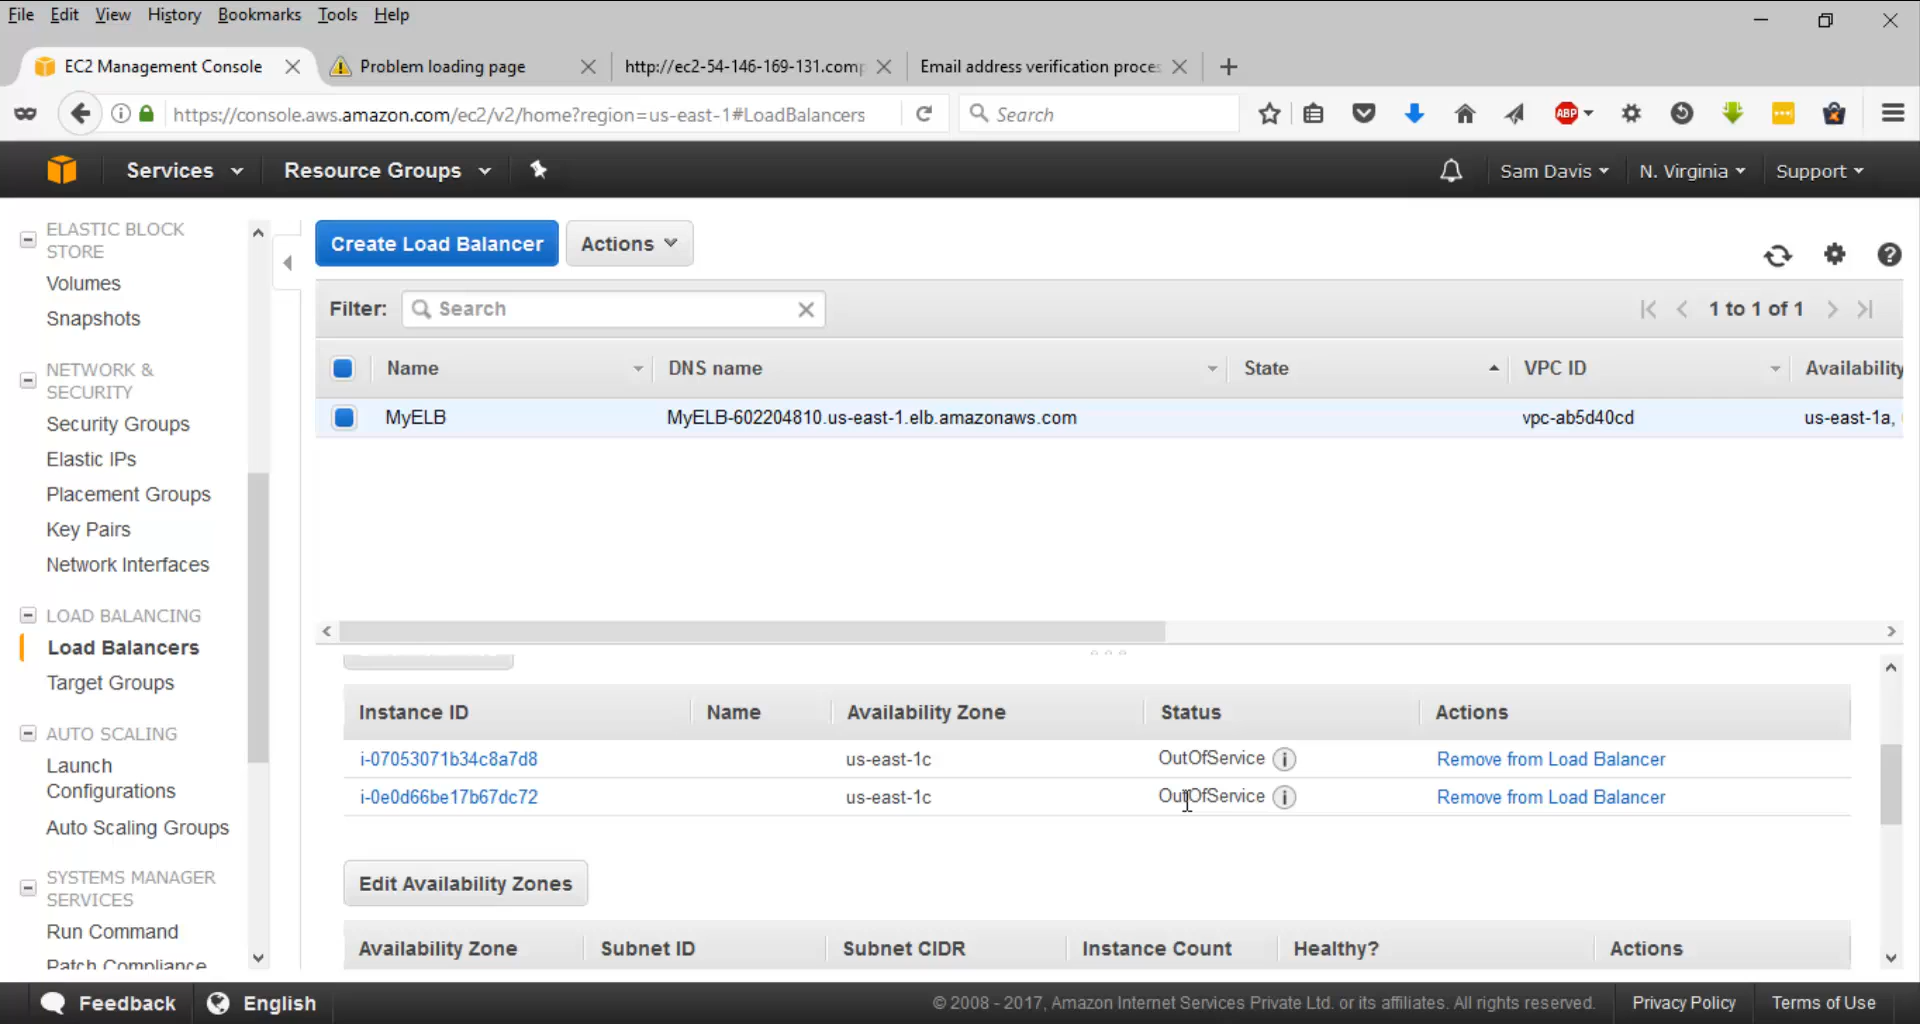 File Edit View History Bookmarks Tools Help
EC2 Management Console
Problem loading page
http://ec2-54-146-169-131.comp
Email address verification proces
https://console.aws.amazon.com/ec2/v2/home?region=us-east-1#LoadBalancers
Search
ABP
Services
Resource Groups
Sam Davis
N. Virginia
Support
ELASTIC BLOCK
STORE
Volumes
Snapshots
NETWORK &
SECURITY
Security Groups
Elastic IPs
Placement Groups
Key Pairs
Network Interfaces
LOAD BALANCING
Load Balancers
Target Groups
AUTO SCALING
Launch
Configurations
Auto Scaling Groups
SYSTEMS MANAGER
SERVICES
Run Command
Patch Compliance
Create Load Balancer
Actions
Filter: Search
1 to 1 of 1
Name DNS name State VPC ID Availability
MyELB MyELB-602204810.us-east-1.elb.amazonaws.com vpc-ab5d40cd us-east-1a,
Instance ID Name Availability Zone Status Actions
i-07053071b34c8a7d8 us-east-1c OutOfService Remove from Load Balancer
i-0e0d66be17b67dc72 us-east-1c OutOfService Remove from Load Balancer
Edit Availability Zones
Availability Zone Subnet ID Subnet CIDR Instance Count Healthy? Actions
Feedback English
© 2008 - 2017, Amazon Internet Services Private Ltd. or its affiliates. All rights reserved. Privacy Policy Terms of Use